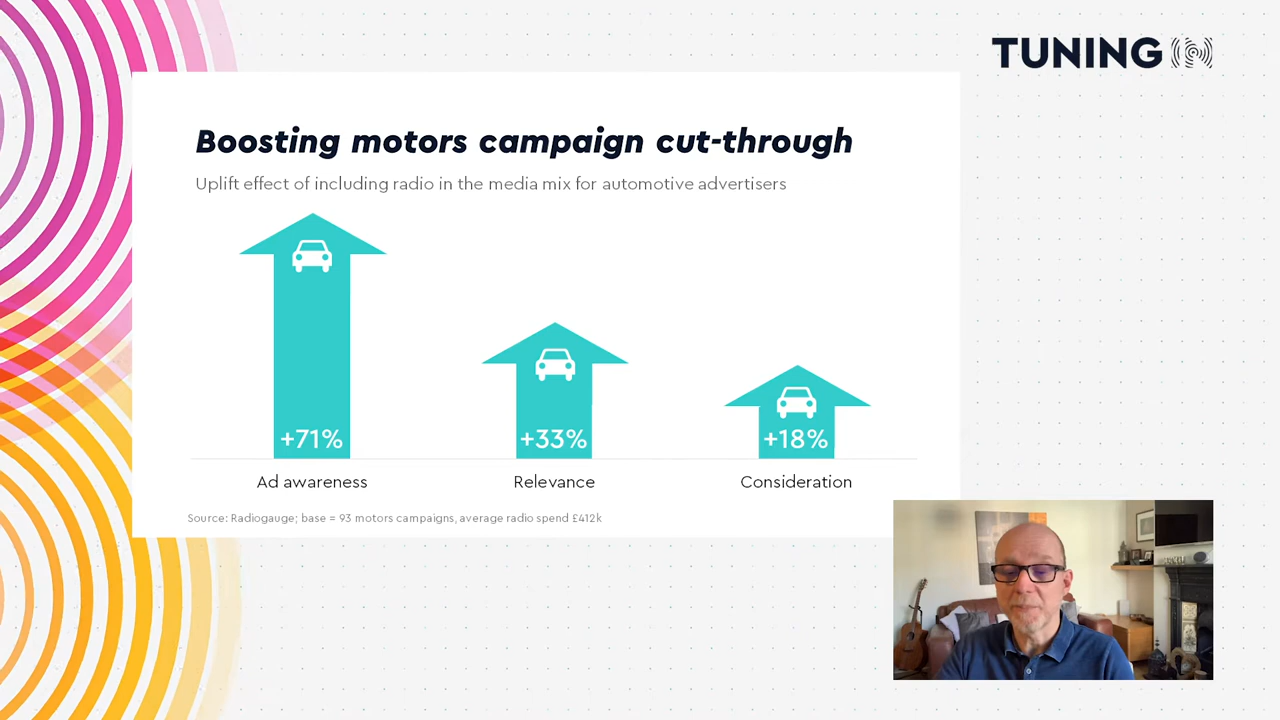 TUNING IN
Boosting motors campaign cut-through
Uplift effect of including radio in the media mix for automotive advertisers
+71%
+33%
+18%
Ad awareness
Relevance
Consideration
Source: Radiogauge; base = 93 motors campaigns, average radio spend £412k